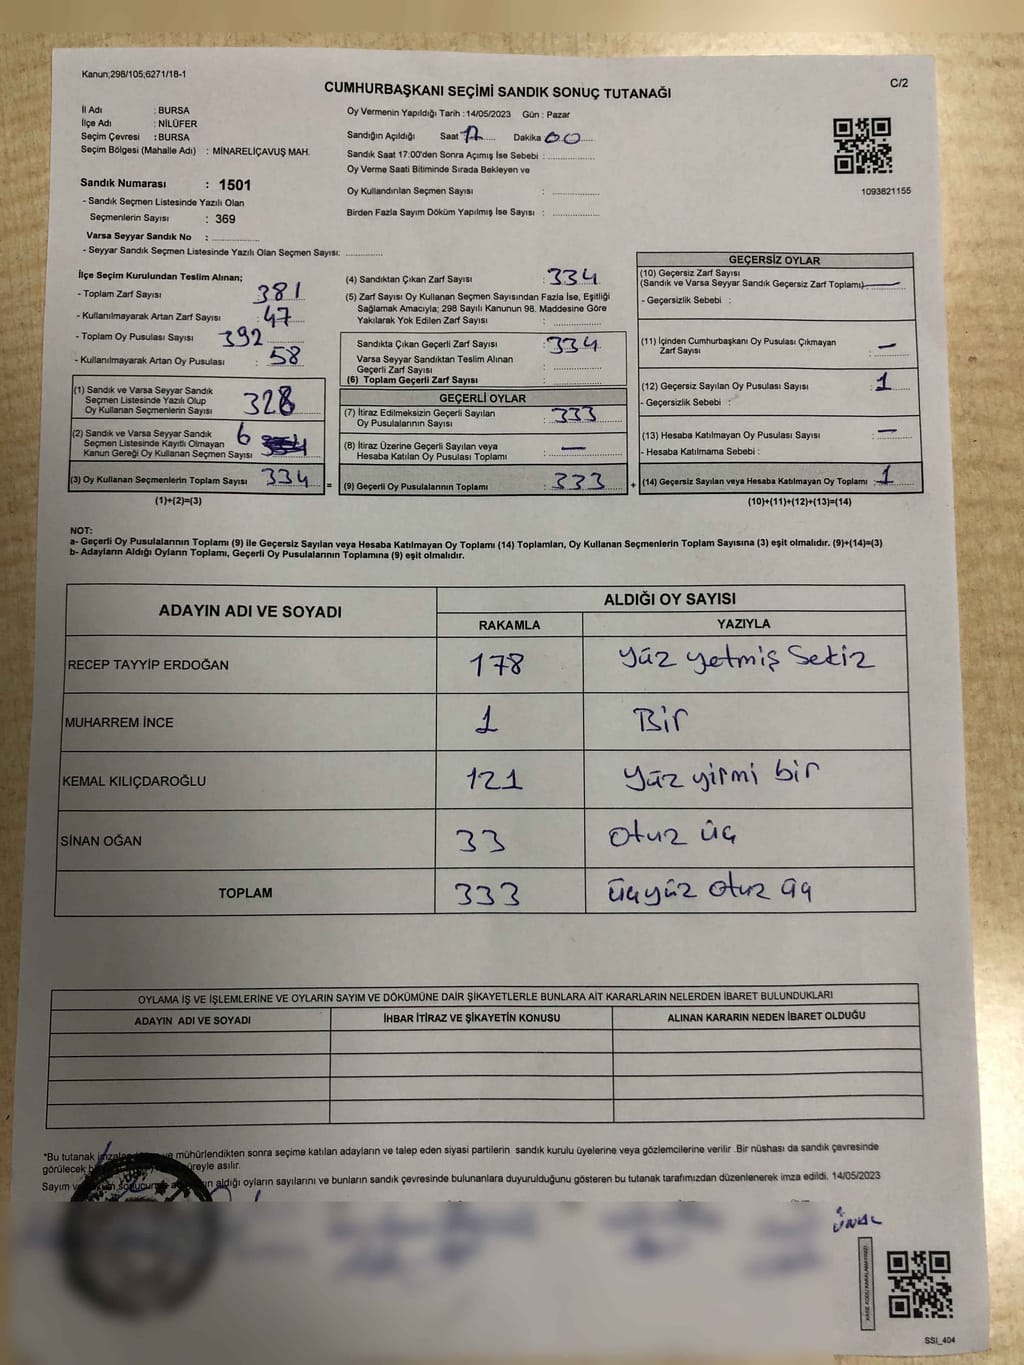 Kanun;298/105;6271/18-1
C/2
CUMHURBAŞKANI SEÇİMİ SANDIK SONUÇ TUTANAĞI
İl Adı : BURSA
İlçe Adı : NİLÜFER
Seçim Çevresi : BURSA
Seçim Bölgesi (Mahalle Adı) : MİNARELİÇAVUŞ MAH.
Sandık Numarası : 1501
- Sandık Seçmen Listesinde Yazılı Olan
Seçmenlerin Sayısı : 369
Varsa Seyyar Sandık No : ...............
- Seyyar Sandık Seçmen Listesinde Yazılı Olan Seçmen Sayısı: ............
Oy Vermenin Yapıldığı Tarih : 14/05/2023 Gün : Pazar
Sandığın Açıldığı Saat 17 Dakika 00
Sandık Saat 17:00'den Sonra Açımış İse Sebebi : ...............
Oy Verme Saati Bitiminde Sırada Bekleyen ve
Oy Kullandırılan Seçmen Sayısı : ...............
Birden Fazla Sayım Döküm Yapılmış İse Sayısı : ...............
1093821155
İlçe Seçim Kurulundan Teslim Alınan;
- Toplam Zarf Sayısı : 381
- Kullanılmayarak Artan Zarf Sayısı : 47
- Toplam Oy Pusulası Sayısı : 392
- Kullanılmayarak Artan Oy Pusulası : 58
(1) Sandık ve Varsa Seyyar Sandık
Seçmen Listesinde Yazılı Olup
Oy Kullanan Seçmenlerin Sayısı 328
(2) Sandık ve Varsa Seyyar Sandık
Seçmen Listesinde Kayıtlı Olmayan
Kanun Gereği Oy Kullanan Seçmen Sayısı 6
(3) Oy Kullanan Seçmenlerin Toplam Sayısı 334
(1)+(2)=(3)
(4) Sandıktan Çıkan Zarf Sayısı : 334
(5) Zarf Sayısı Oy Kullanan Seçmen Sayısından Fazla İse, Eşitliği
Sağlamak Amacıyla; 298 Sayılı Kanunun 98. Maddesine Göre
Yakılarak Yok Edilen Zarf Sayısı : ...............
Sandıkta Çıkan Geçerli Zarf Sayısı : 334
Varsa Seyyar Sandıktan Teslim Alınan
Geçerli Zarf Sayısı : ...............
(6) Toplam Geçerli Zarf Sayısı : ...............
GEÇERLİ OYLAR
(7) İtiraz Edilmeksizin Geçerli Sayılan
Oy Pusulalarının Sayısı : 333
(8) İtiraz Üzerine Geçerli Sayılan veya
Hesaba Katılan Oy Pusulası Toplamı : —
= (9) Geçerli Oy Pusulalarının Toplamı : 333
GEÇERSİZ OYLAR
(10) Geçersiz Zarf Sayısı
(Sandık ve Varsa Seyyar Sandık Geçersiz Zarf Toplamı) —
- Geçersizlik Sebebi :
(11) İçinden Cumhurbaşkanı Oy Pusulası Çıkmayan
Zarf Sayısı : —
(12) Geçersiz Sayılan Oy Pusulası Sayısı : 1
- Geçersizlik Sebebi :
(13) Hesaba Katılmayan Oy Pusulası Sayısı : —
- Hesaba Katılmama Sebebi :
+ (14) Geçersiz Sayılan veya Hesaba Katılmayan Oy Toplamı : 1
(10)+(11)+(12)+(13)=(14)
NOT:
a- Geçerli Oy Pusulalarının Toplamı (9) ile Geçersiz Sayılan veya Hesaba Katılmayan Oy Toplamı (14) Toplamları, Oy Kullanan Seçmenlerin Toplam Sayısına (3) eşit olmalıdır. (9)+(14)=(3)
b- Adayların Aldığı Oyların Toplamı, Geçerli Oy Pusulalarının Toplamına (9) eşit olmalıdır.
ADAYIN ADI VE SOYADI
ALDIĞI OY SAYISI
RAKAMLA YAZIYLA
RECEP TAYYİP ERDOĞAN 178 Yüz yetmiş sekiz
MUHARREM İNCE 1 Bir
KEMAL KILIÇDAROĞLU 121 yüz yirmi bir
SİNAN OĞAN 33 otuz üç
TOPLAM 333 üçyüz otuz üç
OYLAMA İŞ VE İŞLEMLERİNE VE OYLARIN SAYIM VE DÖKÜMÜNE DAİR ŞİKAYETLERLE BUNLARA AİT KARARLARIN NELERDEN İBARET BULUNDUKLARI
ADAYIN ADI VE SOYADI İHBAR İTİRAZ VE ŞİKAYETİN KONUSU ALINAN KARARIN NEDEN İBARET OLDUĞU
*Bu tutanak mühürlendikten sonra seçime katılan adayların ve talep eden siyasi partilerin sandık kurulu üyelerine veya gözlemcilerine verilir .Bir nüshası da sandık çevresinde
görülecek süreyle asılır.
Sayım aldığı oyların sayılarını ve bunların sandık çevresinde bulunanlara duyurulduğunu gösteren bu tutanak tarafımızdan düzenlenerek imza edildi. 14/05/2023
ÜNAL
SSI_404